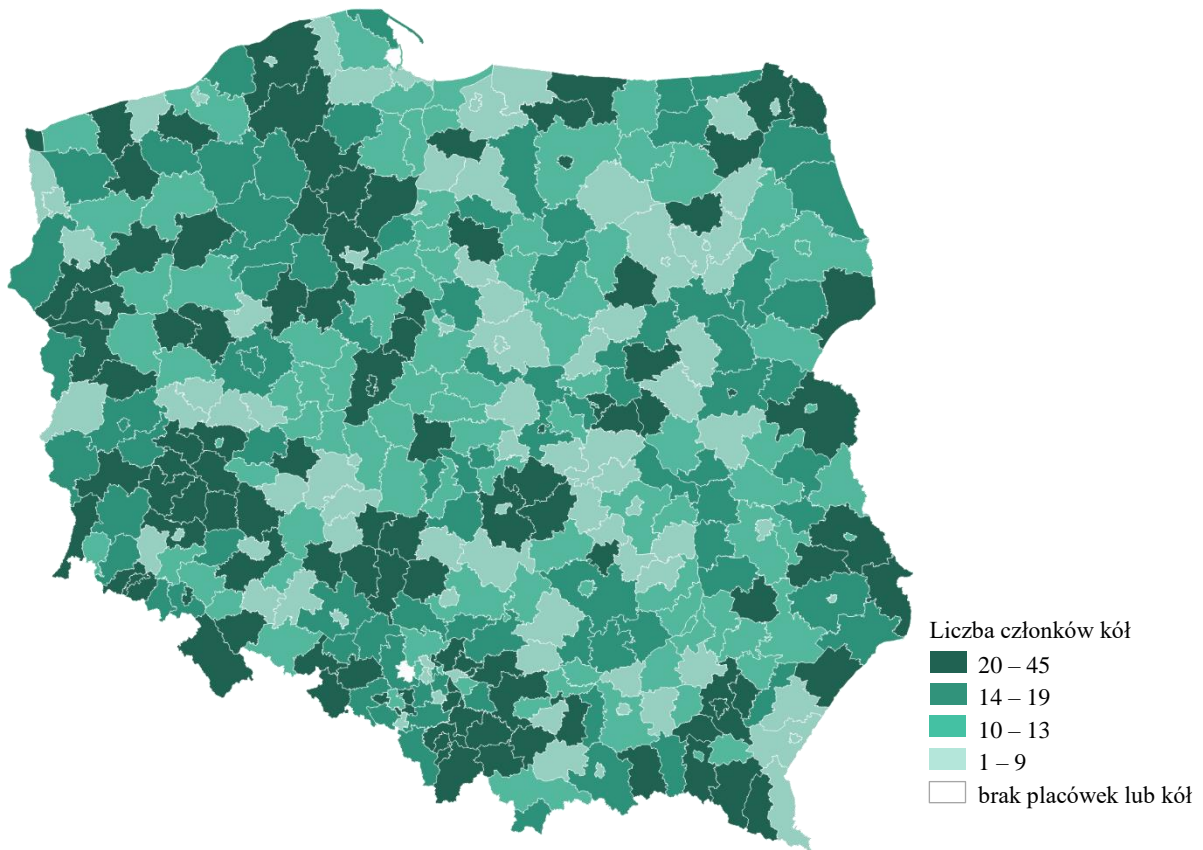 Liczba członków kół
20 – 45
14 – 19
10 – 13
1 – 9
brak placówek lub kół